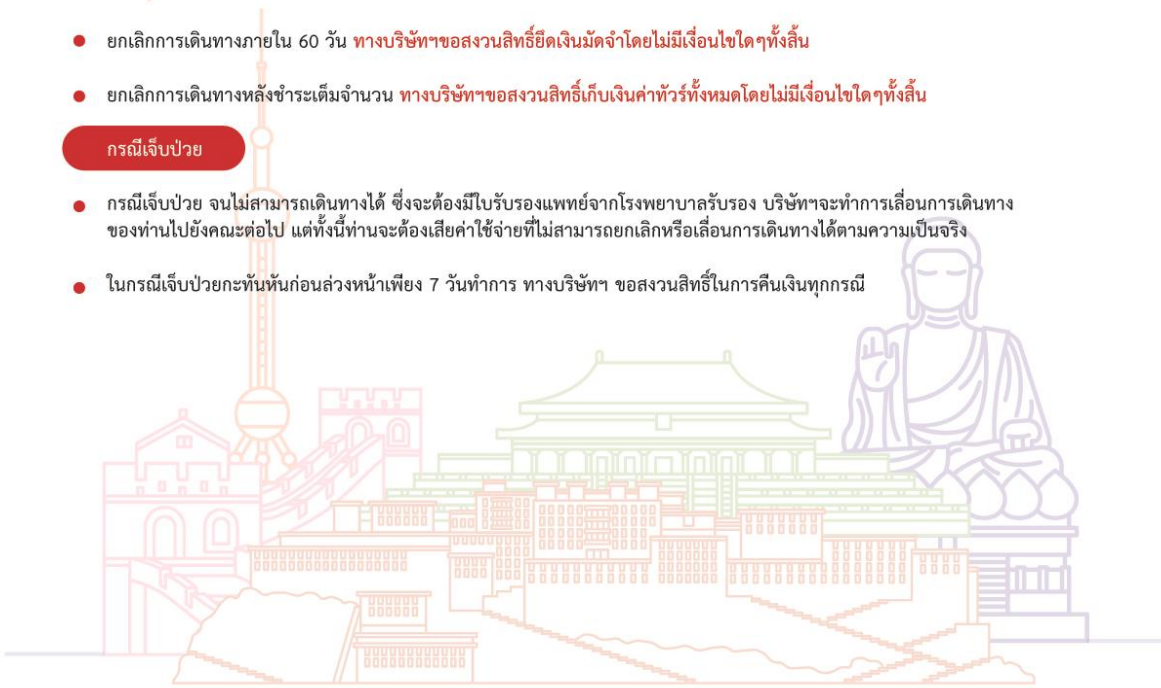 ยกเลิกการเดินทางภายใน 60 วัน ทางบริษัทฯขอสงวนสิทธิ์ยึดเงินมัดจำโดยไม่มีเงื่อนไขใดๆทั้งสิ้น
ยกเลิกการเดินทางหลังชำระเต็มจำนวน ทางบริษัทฯขอสงวนสิทธิ์เก็บเงินค่าทัวร์ทั้งหมดโดยไม่มีเงื่อนไขใดๆทั้งสิ้น
กรณีเจ็บป่วย
กรณีเจ็บป่วย จนไม่สามารถเดินทางได้ ซึ่งจะต้องมีใบรับรองแพทย์จากโรงพยาบาลรับรอง บริษัทฯจะทำการเลื่อนการเดินทาง
ของท่านไปยังคณะต่อไป แต่ทั้งนี้ท่านจะต้องเสียค่าใช้จ่ายที่ไม่สามารถยกเลิกหรือเลื่อนการเดินทางได้ตามความเป็นจริง
ในกรณีเจ็บป่วยกะทันหันก่อนล่วงหน้าเพียง 7 วันทำการ ทางบริษัทฯ ขอสงวนสิทธิ์ในการคืนเงินทุกกรณี